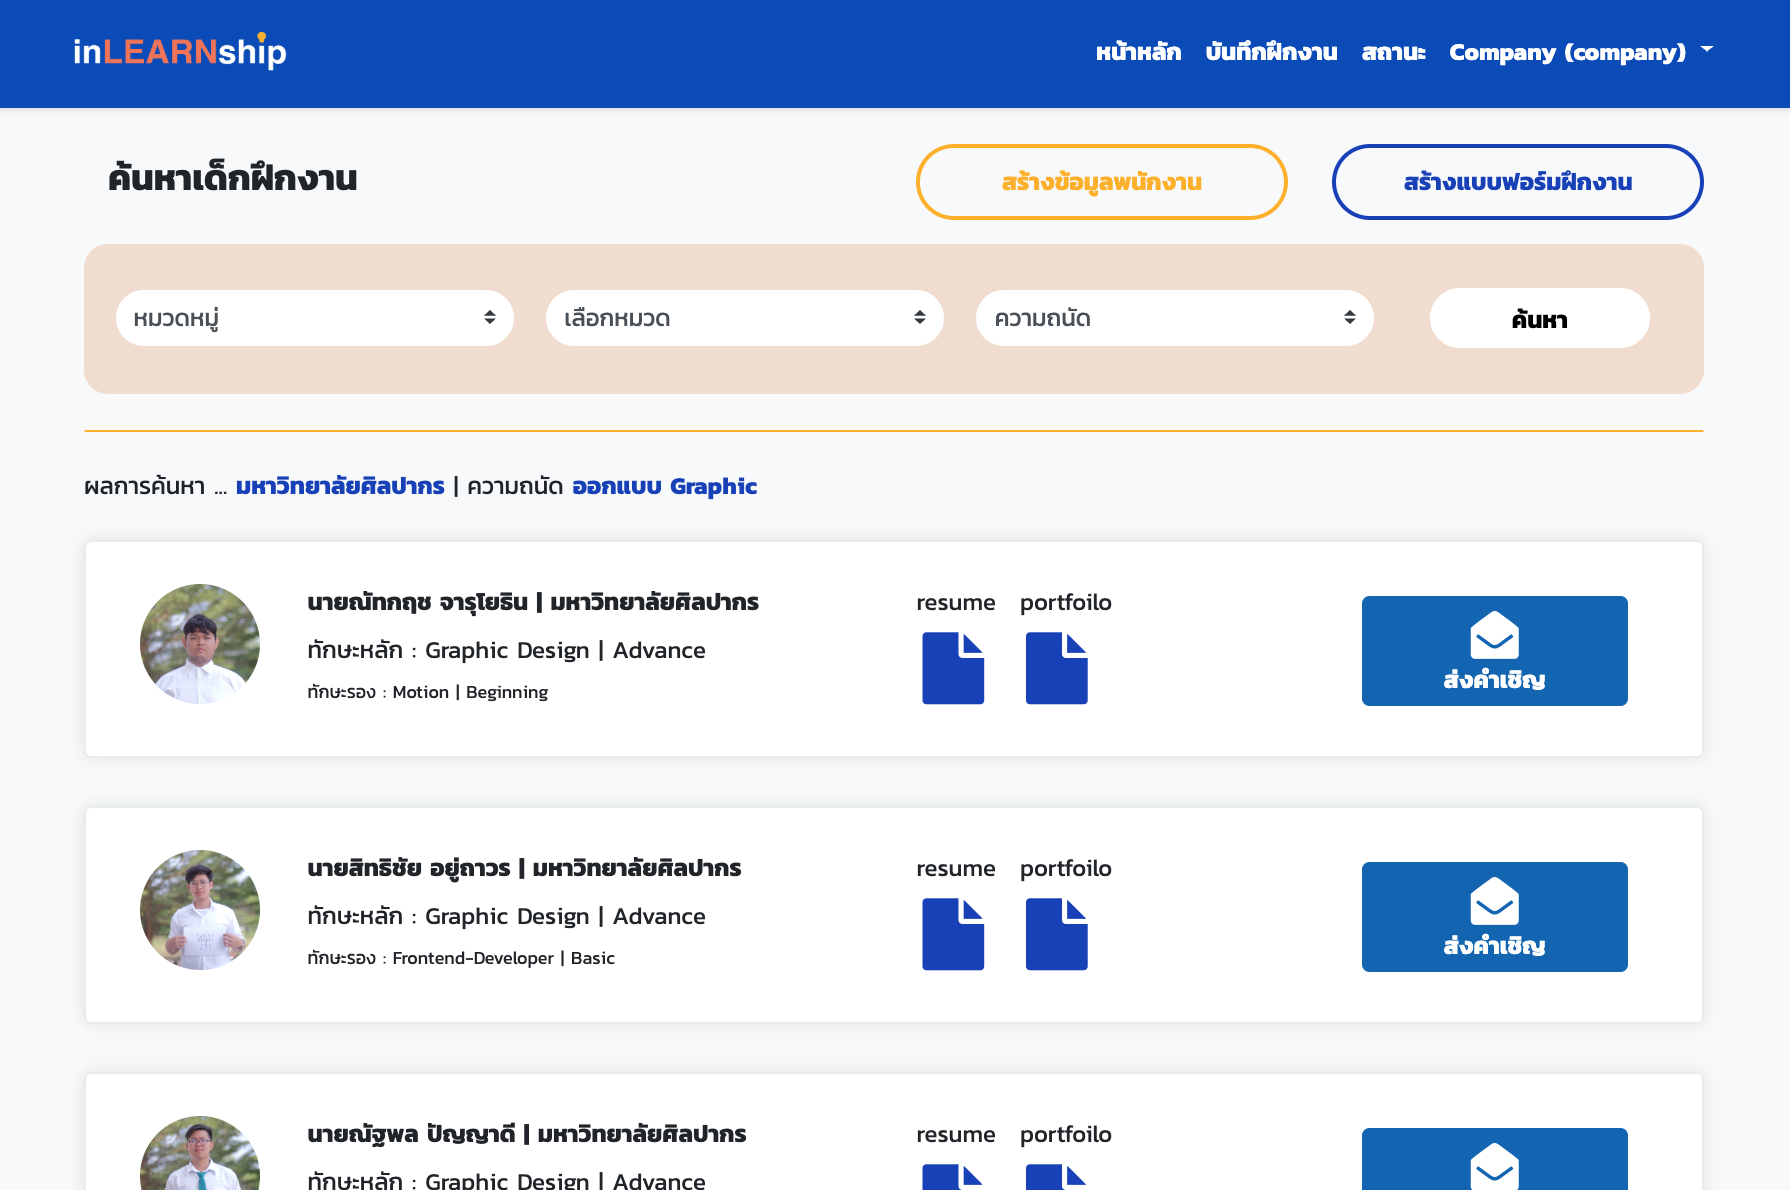 inLEARNship
หน้าหลัก บันทึกฝึกงาน สถานะ Company (company)
ค้นหาเด็กฝึกงาน
สร้างข้อมูลพนักงาน
สร้างแบบฟอร์มฝึกงาน
หมวดหมู่
เลือกหมวด
ความถนัด
ค้นหา
ผลการค้นหา ... มหาวิทยาลัยศิลปากร | ความถนัด ออกแบบ Graphic
นายณัทกฤช จารุโยธิน | มหาวิทยาลัยศิลปากร
ทักษะหลัก : Graphic Design | Advance
ทักษะรอง : Motion | Beginning
resume portfoilo
ส่งคำเชิญ
นายสิทธิชัย อยู่ถาวร | มหาวิทยาลัยศิลปากร
ทักษะหลัก : Graphic Design | Advance
ทักษะรอง : Frontend-Developer | Basic
resume portfoilo
ส่งคำเชิญ
นายณัฐพล ปัญญาดี | มหาวิทยาลัยศิลปากร
ทักษะหลัก : Graphic Design | Advance
resume portfoilo